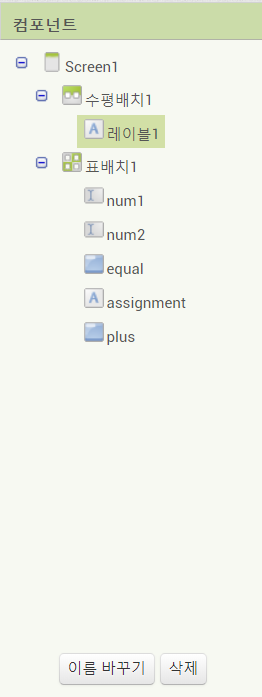 컴포넌트
Screen1
수평배치1
레이블1
표배치1
num1
num2
equal
assignment
plus
이름 바꾸기 삭제